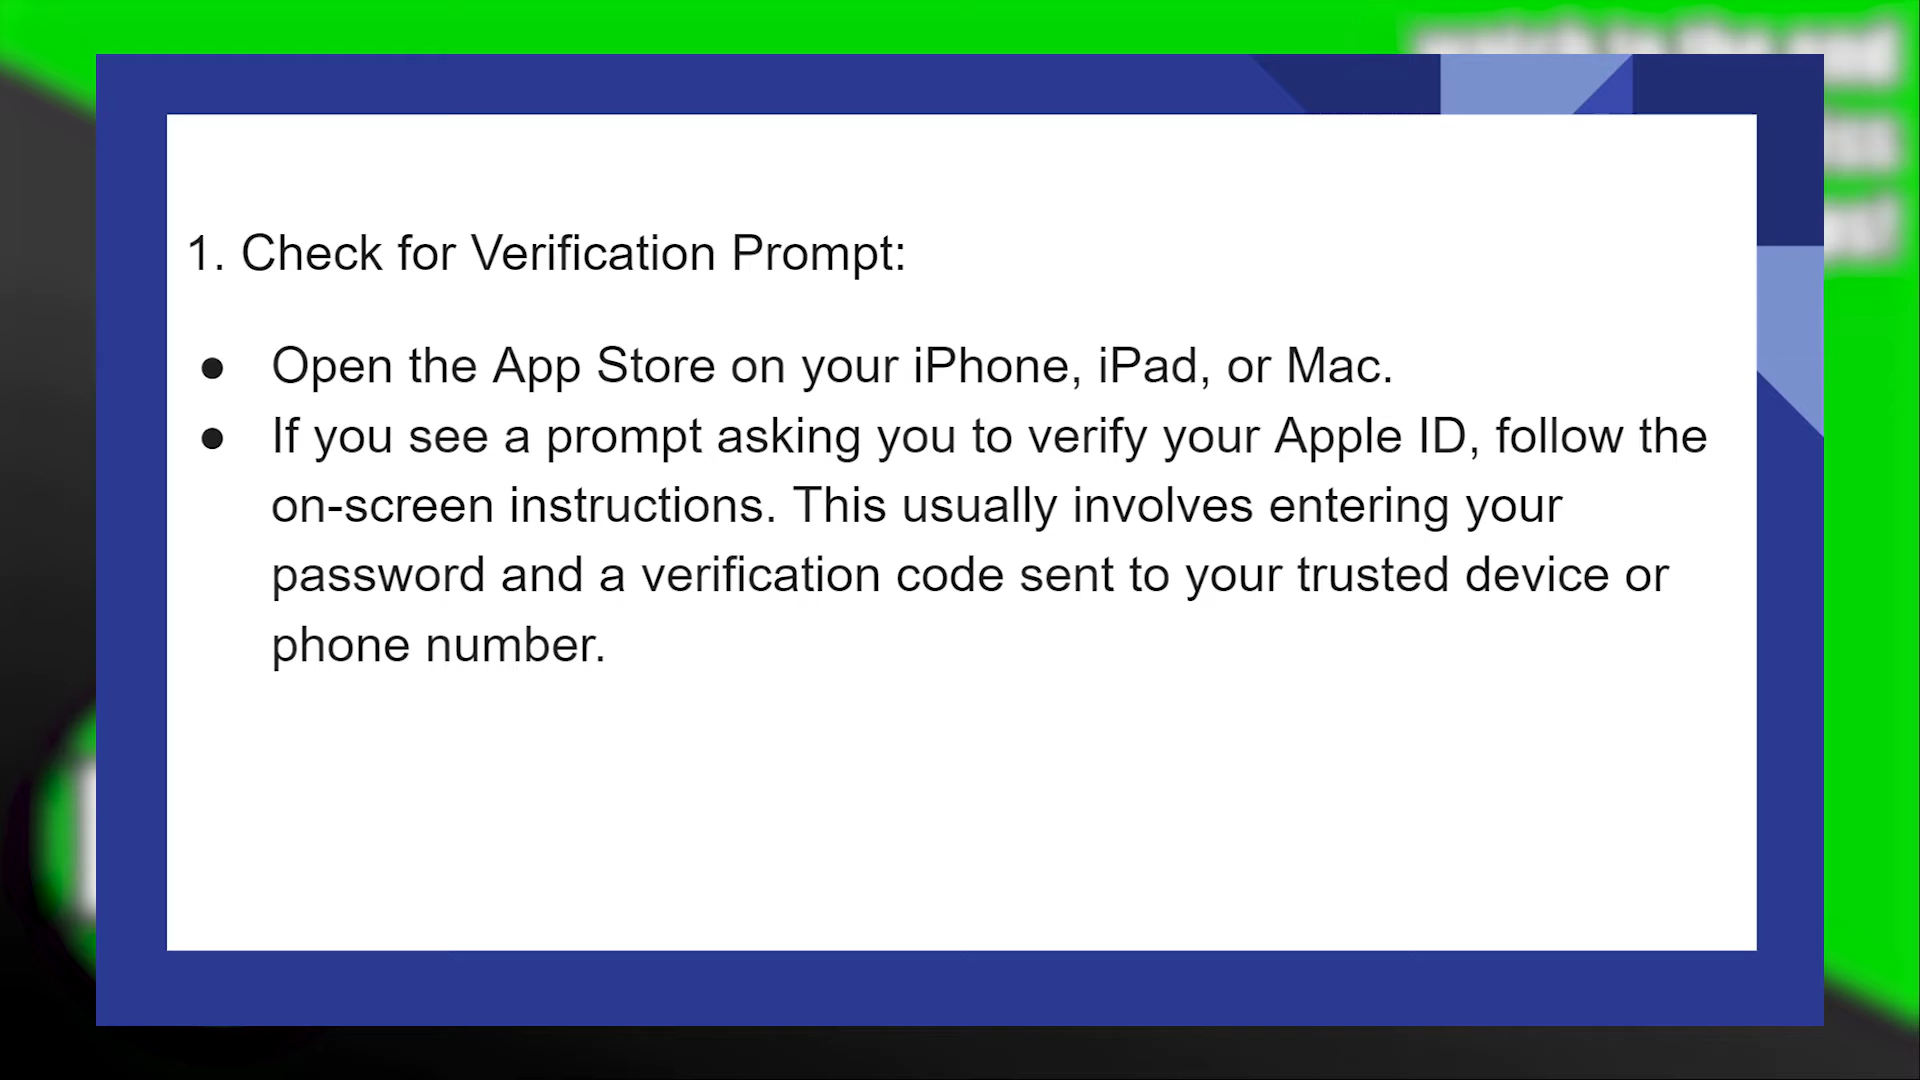 1. Check for Verification Prompt:
● Open the App Store on your iPhone, iPad, or Mac.
● If you see a prompt asking you to verify your Apple ID, follow the
on-screen instructions. This usually involves entering your
password and a verification code sent to your trusted device or
phone number.